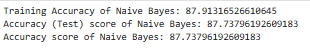 Training Accuracy of Naive Bayes: 87.91316526610645
Accuracy (Test) score of Naive Bayes: 87.73796192609183
Accuracy score of Naive Bayes: 87.73796192609183